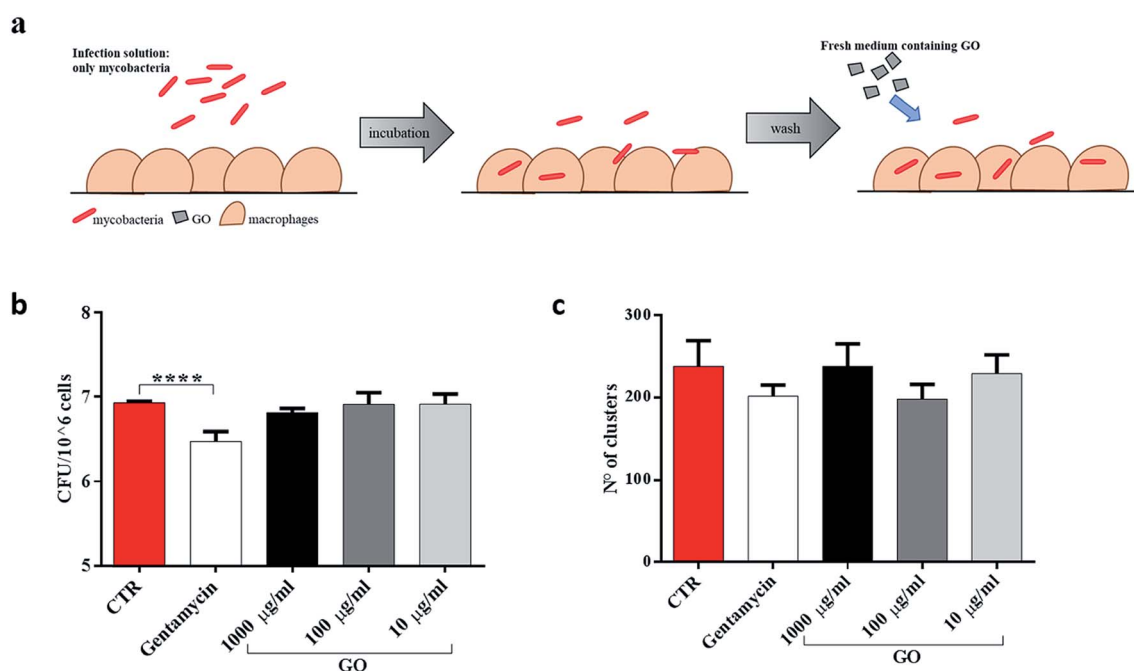 a
Infection solution:
only mycobacteria
incubation
wash
Fresh medium containing GO
mycobacteria
GO
macrophages
b
CFU/10^6 cells
8
7
6
5
****
CTR
Gentamycin
1000 µg/ml
100 µg/ml
10 µg/ml
GO
c
N° of clusters
300
200
100
0
CTR
Gentamycin
1000 µg/ml
100 µg/ml
10 µg/ml
GO